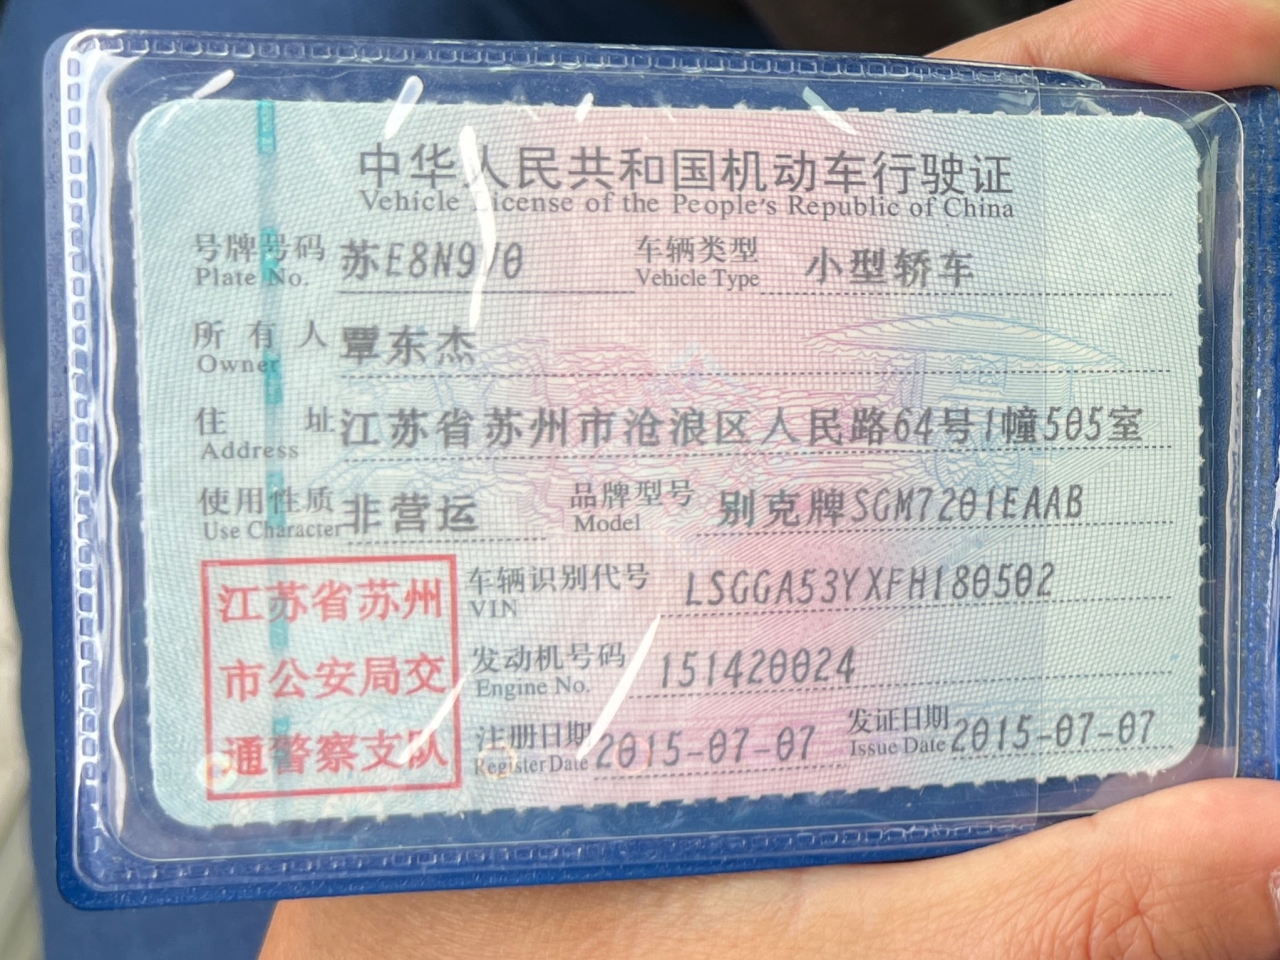 中华人民共和国机动车行驶证
Vehicle License of the People's Republic of China
号牌号码 车辆类型 小型轿车
Plate No. Vehicle Type
所有人 覃东杰
Owner
住址 江苏省苏州市沧浪区人民路64号1幢505室
Address
使用性质 非营运 品牌型号 别克牌SGM7201EAAB
Use Character Model
江苏省苏州
市公安局交
通警察支队
车辆识别代号 LSGGA53YXFH180502
VIN
发动机号码 151420024
Engine No.
注册日期 2015-07-07 发证日期 2015-07-07
Register Date Issue Date